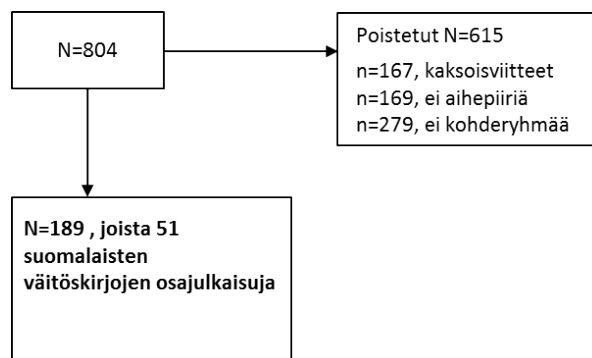 N=804
Poistetut N=615
n=167, kaksoisviitteet
n=169, ei aihepiiriä
n=279, ei kohderyhmää
N=189 , joista 51
suomalaisten
väitöskirjojen osajulkaisuja